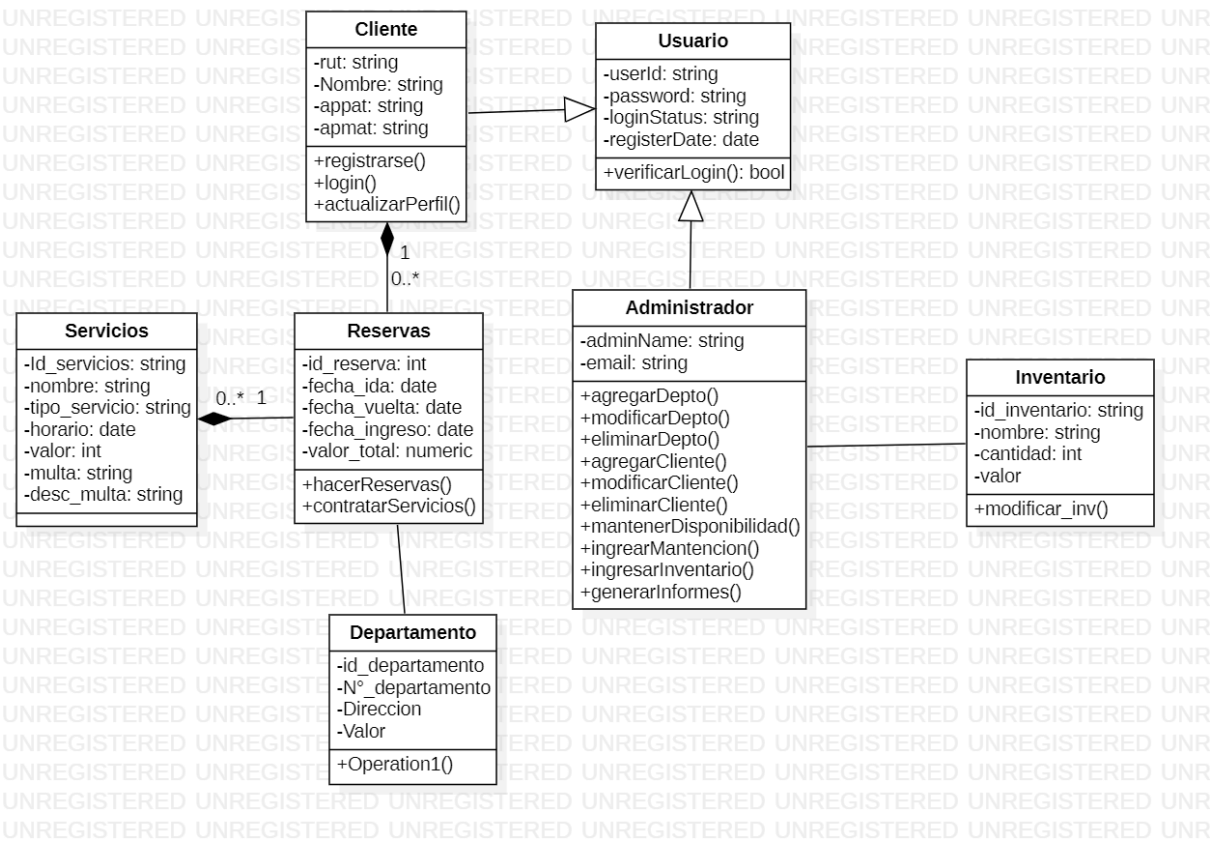 Cliente
-rut: string
-Nombre: string
-appat: string
-apmat: string
+registrarse()
+login()
+actualizarPerfil()
Usuario
-userId: string
-password: string
-loginStatus: string
-registerDate: date
+verificarLogin(): bool
1
0..*
Servicios
-Id_servicios: string
-nombre: string
-tipo_servicio: string
-horario: date
-valor: int
-multa: string
-desc_multa: string
0..* 1
Reservas
-id_reserva: int
-fecha_ida: date
-fecha_vuelta: date
-fecha_ingreso: date
-valor_total: numeric
+hacerReservas()
+contratarServicios()
Administrador
-adminName: string
-email: string
+agregarDepto()
+modificarDepto()
+eliminarDepto()
+agregarCliente()
+modificarCliente()
+eliminarCliente()
+mantenerDisponibilidad()
+ingrearMantencion()
+ingresarInventario()
+generarInformes()
Inventario
-id_inventario: string
-nombre: string
-cantidad: int
-valor
+modificar_inv()
Departamento
-id_departamento
-N°_departamento
-Direccion
-Valor
+Operation1()
UNREGISTERED